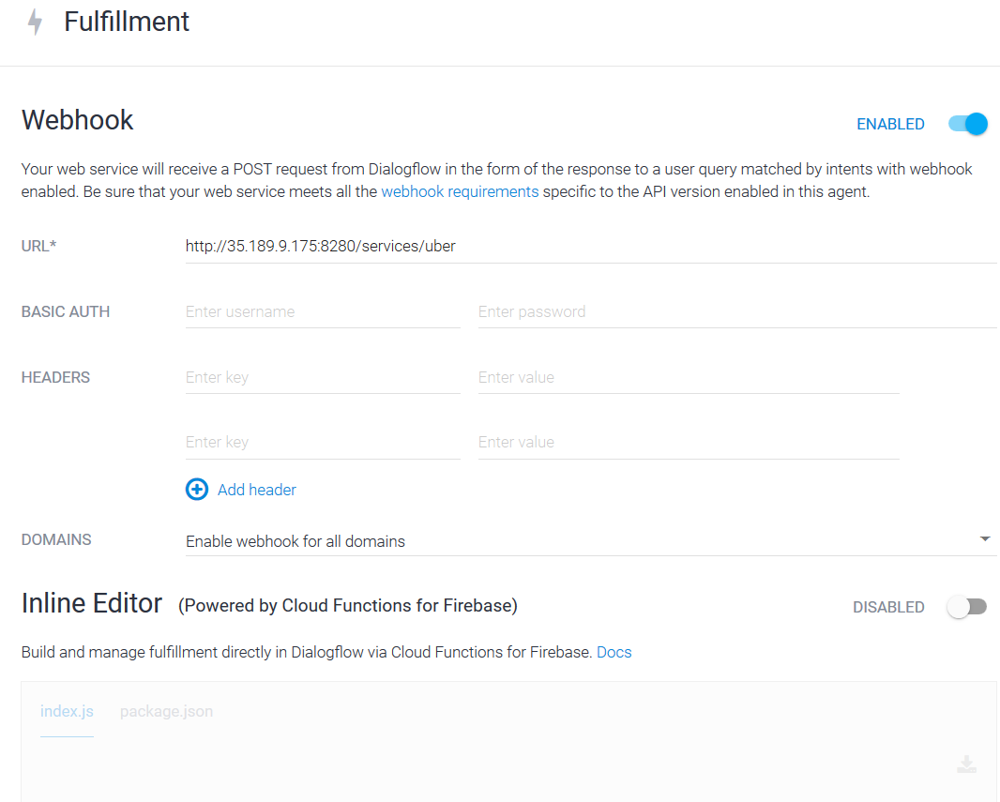 Fulfillment
Webhook
ENABLED
Your web service will receive a POST request from Dialogflow in the form of the response to a user query matched by intents with webhook
enabled. Be sure that your web service meets all the webhook requirements specific to the API version enabled in this agent.
URL*
http://35.189.9.175:8280/services/uber
BASIC AUTH
Enter username
Enter password
HEADERS
Enter key
Enter value
Enter key
Enter value
Add header
DOMAINS
Enable webhook for all domains
Inline Editor (Powered by Cloud Functions for Firebase)
DISABLED
Build and manage fulfillment directly in Dialogflow via Cloud Functions for Firebase. Docs
index.js
package.json